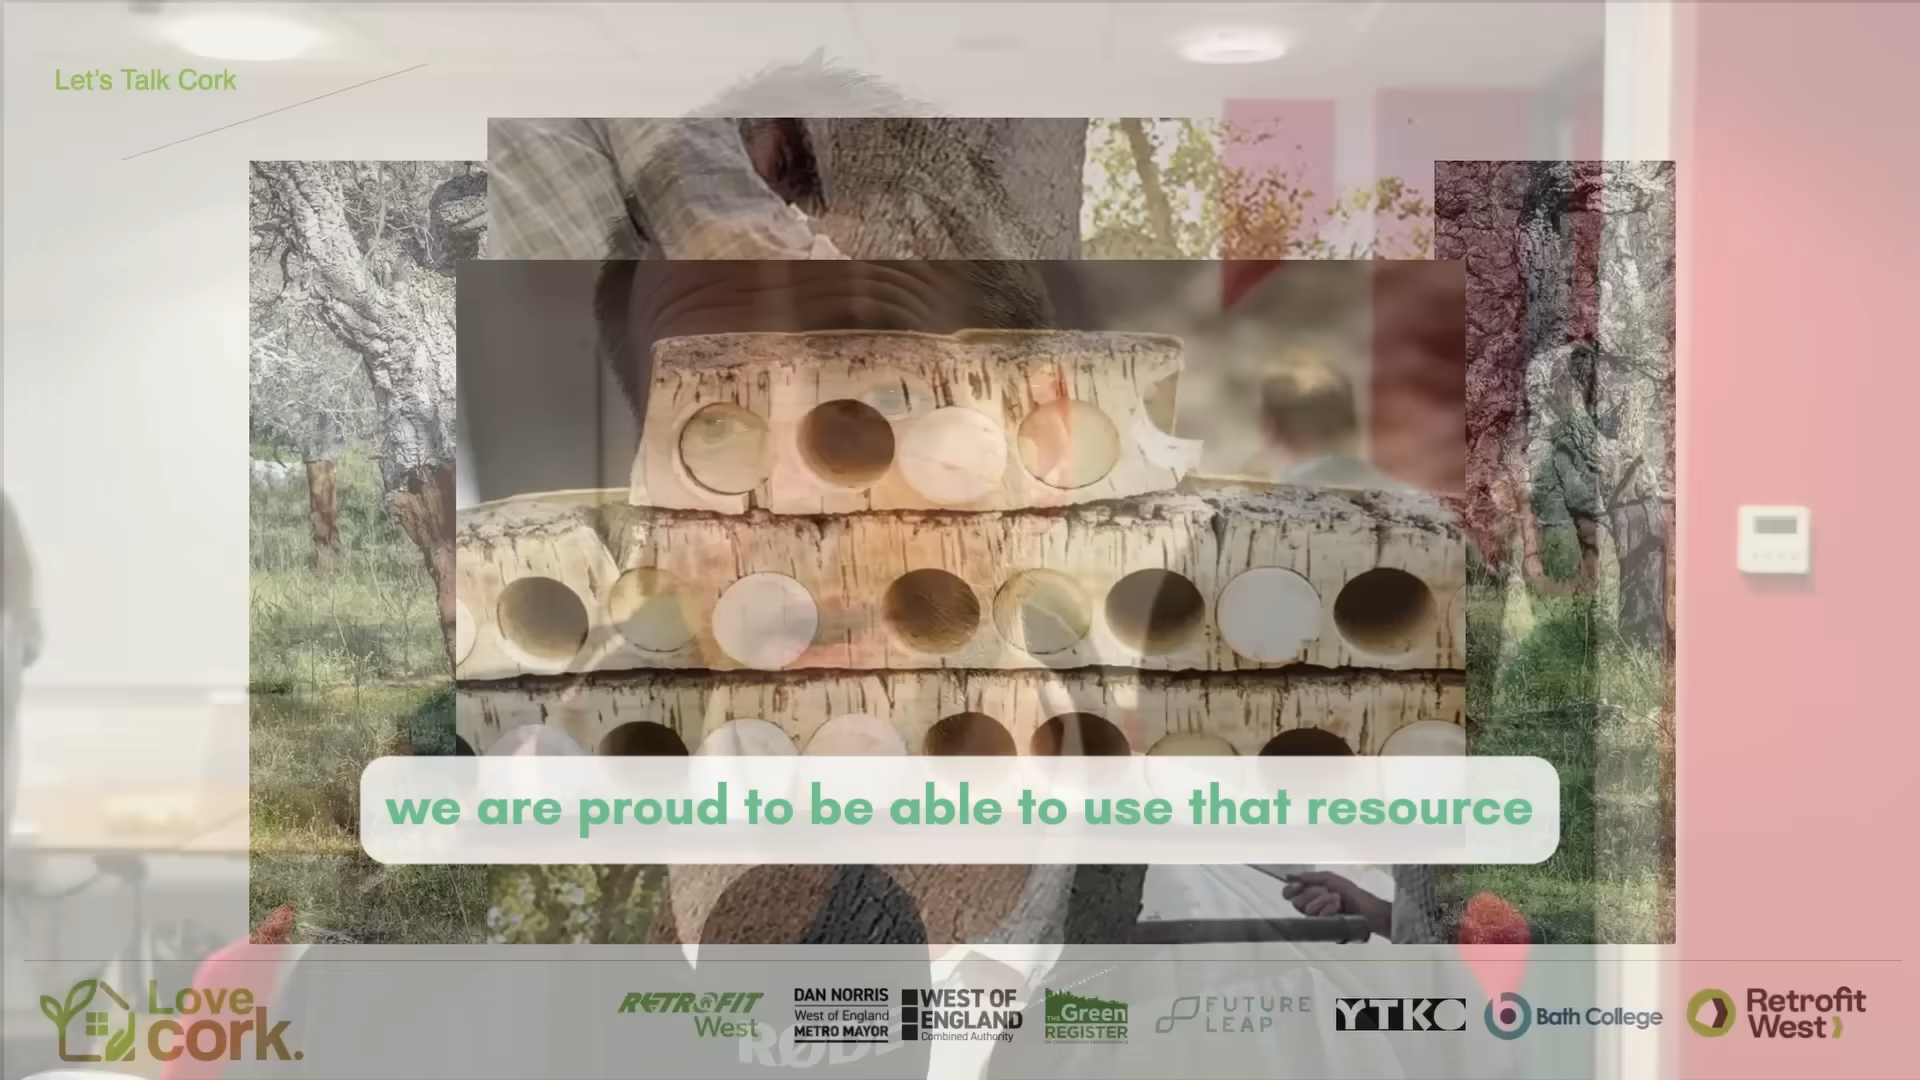 Let's Talk Cork
we are proud to be able to use that resource
Love
cork.
RETROFIT
West
DAN NORRIS
West of England
METRO MAYOR
WEST OF
ENGLAND
Combined Authority
THE Green
REGISTER
FUTURE
LEAP
YTKO
Bath College
Retrofit
West
RØDE